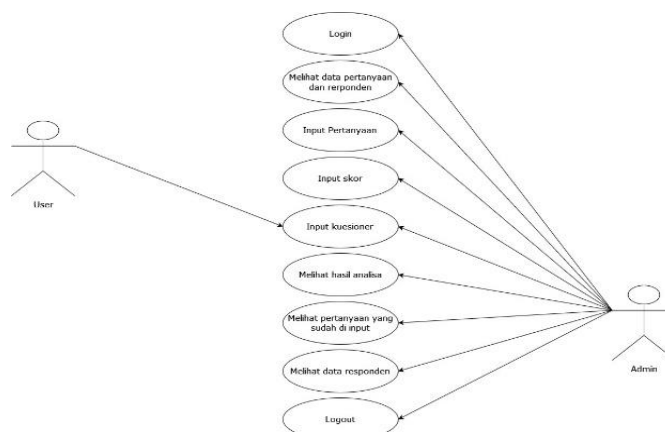 Login
Melihat data pertanyaan
dan rerponden
Input Pertanyaan
Input skor
User
Input kuesioner
Melihat hasil analisa
Melihat pertanyaan yang
sudah di input
Melihat data responden
Admin
Logout